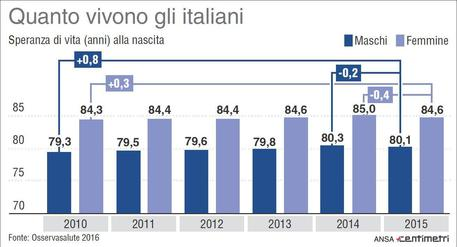 Quanto vivono gli italiani
Speranza di vita (anni) alla nascita
Maschi Femmine
+0,8
-0,2
+0,3
-0,4
85
80
75
70
79,3 84,3 79,5 84,4 79,6 84,4 79,8 84,6 80,3 85,0 80,1 84,6
2010 2011 2012 2013 2014 2015
Fonte: Osservasalute 2016
ANSA centimetri